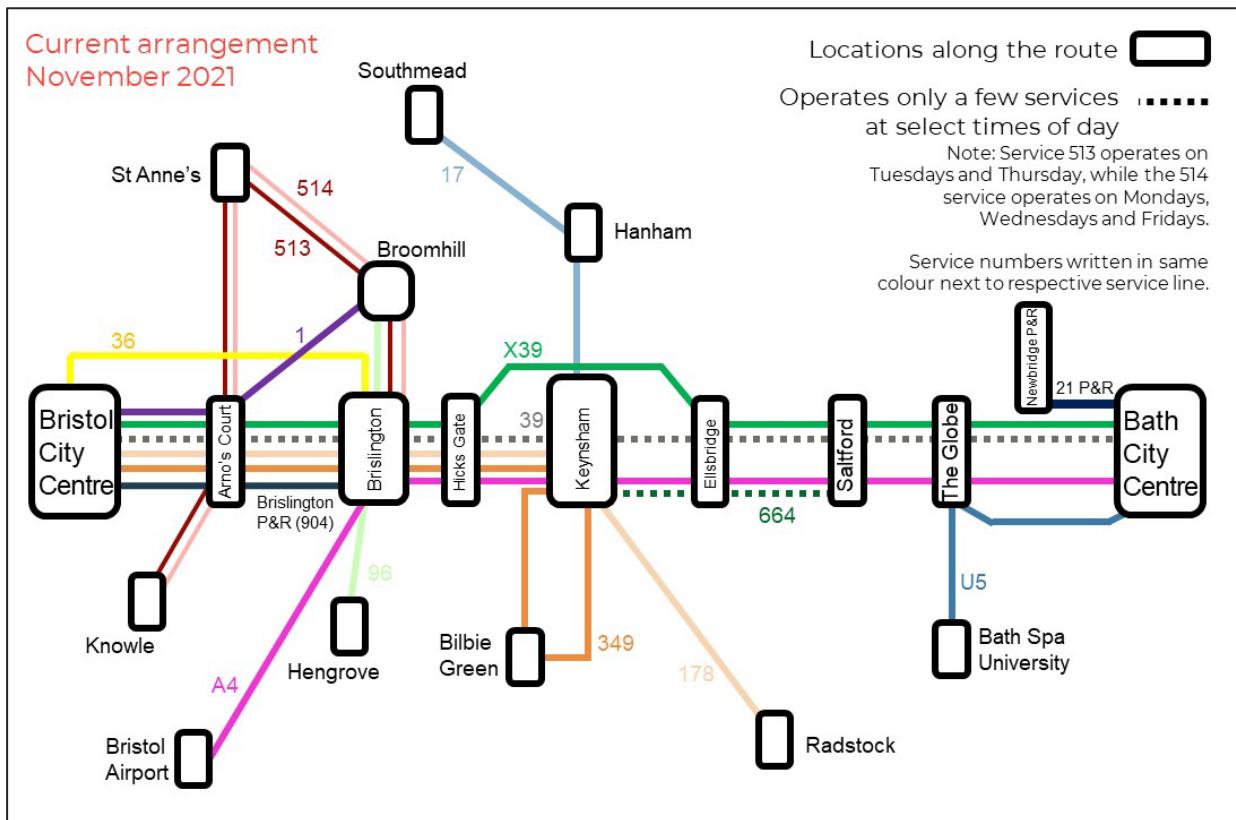 Current arrangement
November 2021
Locations along the route
Operates only a few services
at select times of day
Note: Service 513 operates on
Tuesdays and Thursday, while the 514
service operates on Mondays,
Wednesdays and Fridays.
Service numbers written in same
colour next to respective service line.
Southmead
17
St Anne's
514
513
Broomhill
Hanham
36
1
X39
Newbridge P&R
21 P&R
Bristol
City
Centre
Arno's Court
Brislington
Hicks Gate
39
Keynsham
Ellsbridge
Saltford
The Globe
Bath
City
Centre
Brislington
P&R (904)
664
96
U5
Knowle
Hengrove
A4
Bilbie
Green
349
178
Bath Spa
University
Bristol
Airport
Radstock